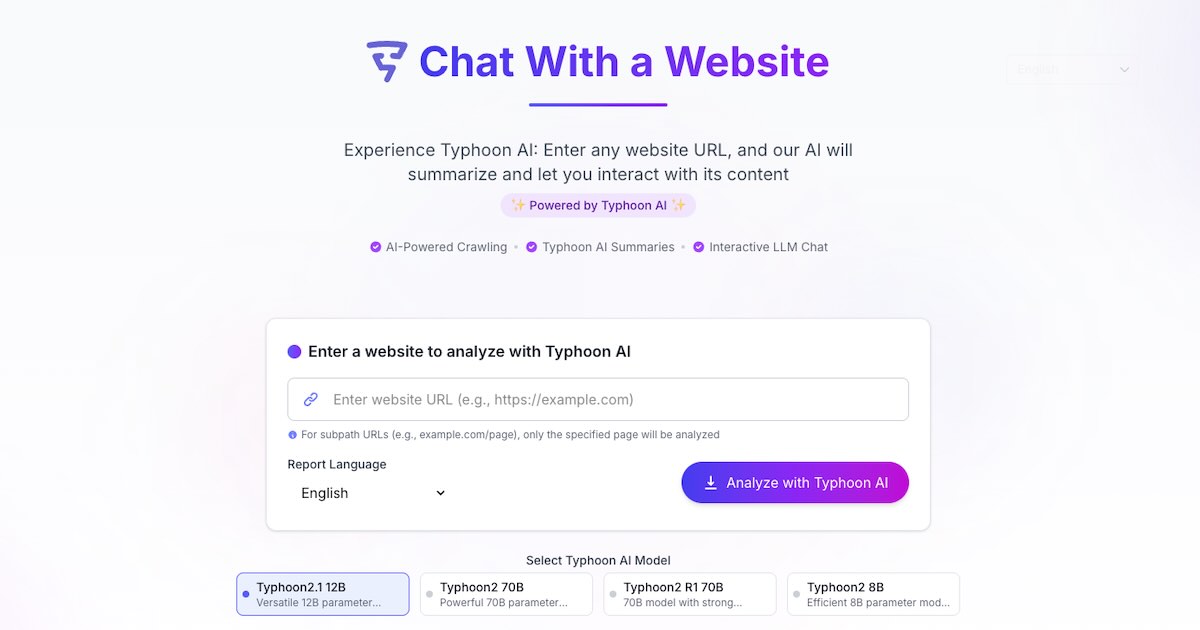 Chat With a Website
English
Experience Typhoon AI: Enter any website URL, and our AI will
summarize and let you interact with its content
✨ Powered by Typhoon AI ✨
AI-Powered Crawling • Typhoon AI Summaries • Interactive LLM Chat
Enter a website to analyze with Typhoon AI
Enter website URL (e.g., https://example.com)
For subpath URLs (e.g., example.com/page), only the specified page will be analyzed
Report Language
English
Analyze with Typhoon AI
Select Typhoon AI Model
Typhoon2.1 12B
Versatile 12B parameter...
Typhoon2 70B
Powerful 70B parameter...
Typhoon2 R1 70B
70B model with strong...
Typhoon2 8B
Efficient 8B parameter mod...